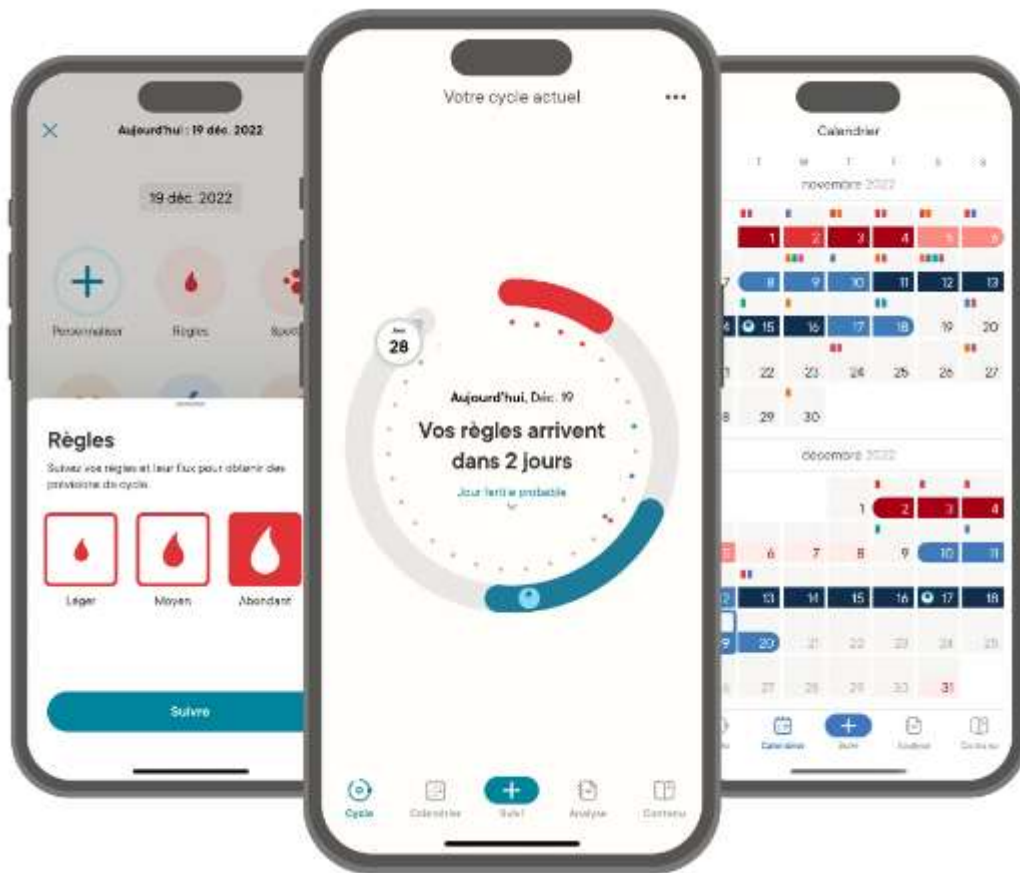 Aujourd'hui : 19 déc. 2022
19 déc. 2022
Personnaliser
Règles
Règles
Suivez vos règles et leur flux pour obtenir des
prévisions de cycle.
Léger
Moyen
Abondant
Suivre
Votre cycle actuel
28
Aujourd'hui, Déc. 19
Vos règles arrivent
dans 2 jours
Jour fertile probable
Cycle
Calendrier
Suivi
Analyse
Contenu
Calendrier
T W T F S S
novembre 2022
1 2 3 4 5 6
7 8 9 10 11 12 13
15 16 17 18 19 20
22 23 24 25 26 27
29 30
décembre 2022
1 2 3 4
5 6 7 8 9 10 11
12 13 14 15 16 17 18
20 21 22 23 24 25
27 28 29 30 31
Calendrier
Suivi
Analyse
Contenu